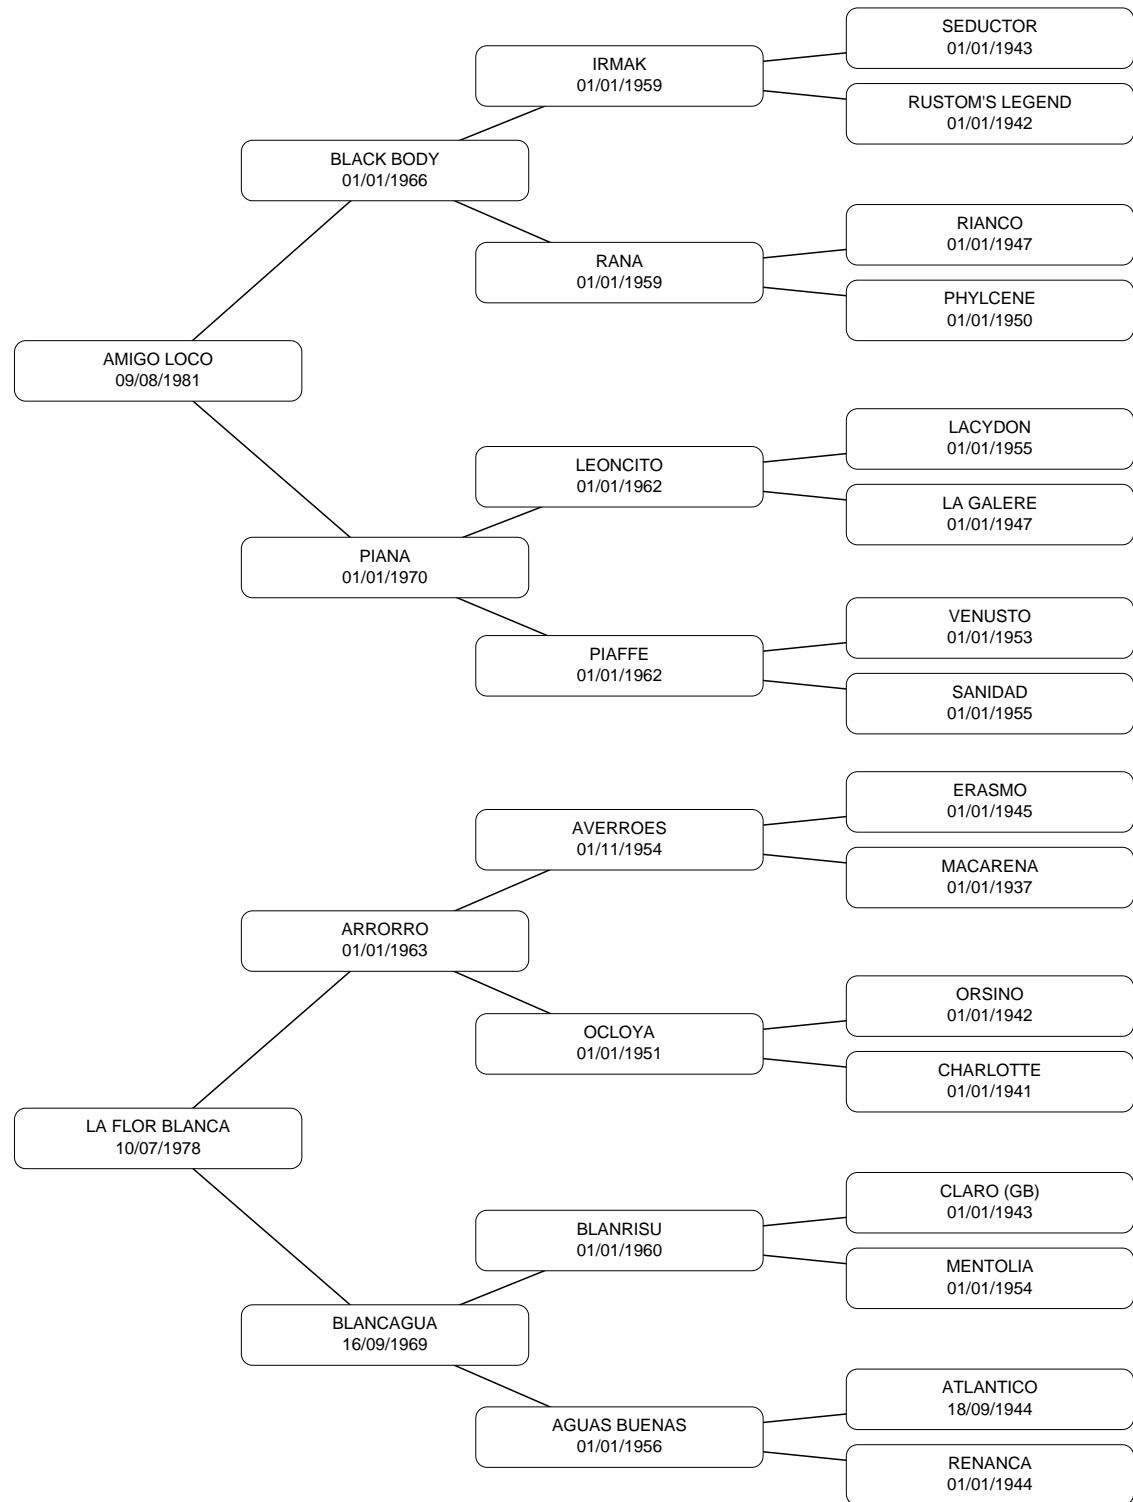 SEDUCTOR
01/01/1943
IRMAK
01/01/1959
RUSTOM'S LEGEND
01/01/1942
BLACK BODY
01/01/1966
RIANCO
01/01/1947
RANA
01/01/1959
PHYLCENE
01/01/1950
AMIGO LOCO
09/08/1981
LACYDON
01/01/1955
LEONCITO
01/01/1962
LA GALERE
01/01/1947
PIANA
01/01/1970
VENUSTO
01/01/1953
PIAFFE
01/01/1962
SANIDAD
01/01/1955
ERASMO
01/01/1945
AVERROES
01/11/1954
MACARENA
01/01/1937
ARRORRO
01/01/1963
ORSINO
01/01/1942
OCLOYA
01/01/1951
CHARLOTTE
01/01/1941
LA FLOR BLANCA
10/07/1978
CLARO (GB)
01/01/1943
BLANRISU
01/01/1960
MENTOLIA
01/01/1954
BLANCAGUA
16/09/1969
ATLANTICO
18/09/1944
AGUAS BUENAS
01/01/1956
RENANCA
01/01/1944